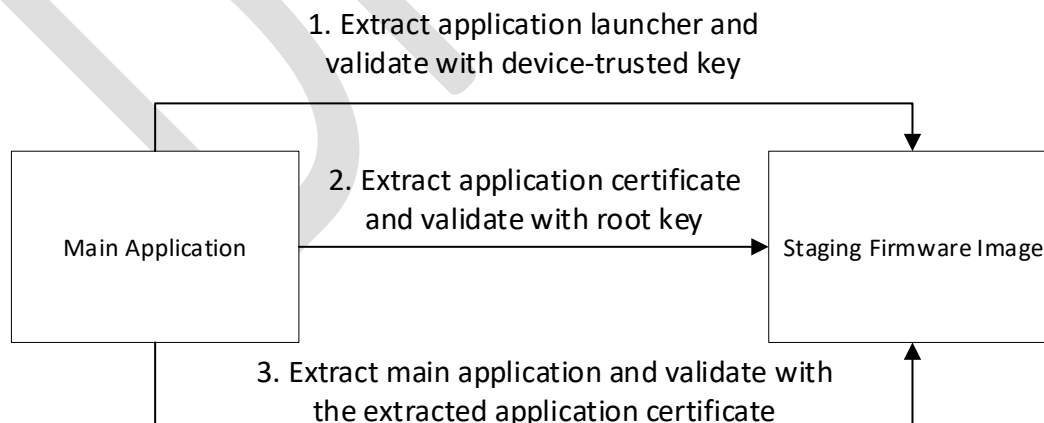 1. Extract application launcher and
validate with device-trusted key
2. Extract application certificate
and validate with root key
Main Application
Staging Firmware Image
3. Extract main application and validate with
the extracted application certificate